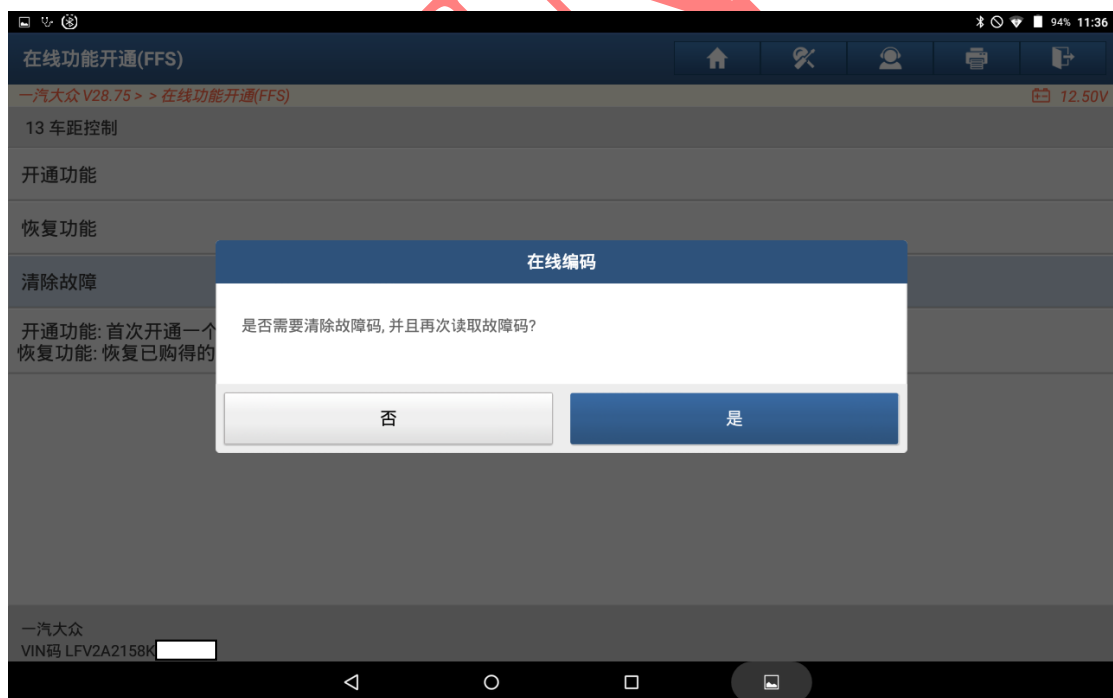 94% 11:36
在线功能开通(FFS)
一汽大众 V28.75 > > 在线功能开通(FFS)
12.50V
13 车距控制
开通功能
恢复功能
清除故障
开通功能: 首次开通一个
恢复功能: 恢复已购得的
在线编码
是否需要清除故障码, 并且再次读取故障码?
否
是
一汽大众
VIN码 LFV2A2158K